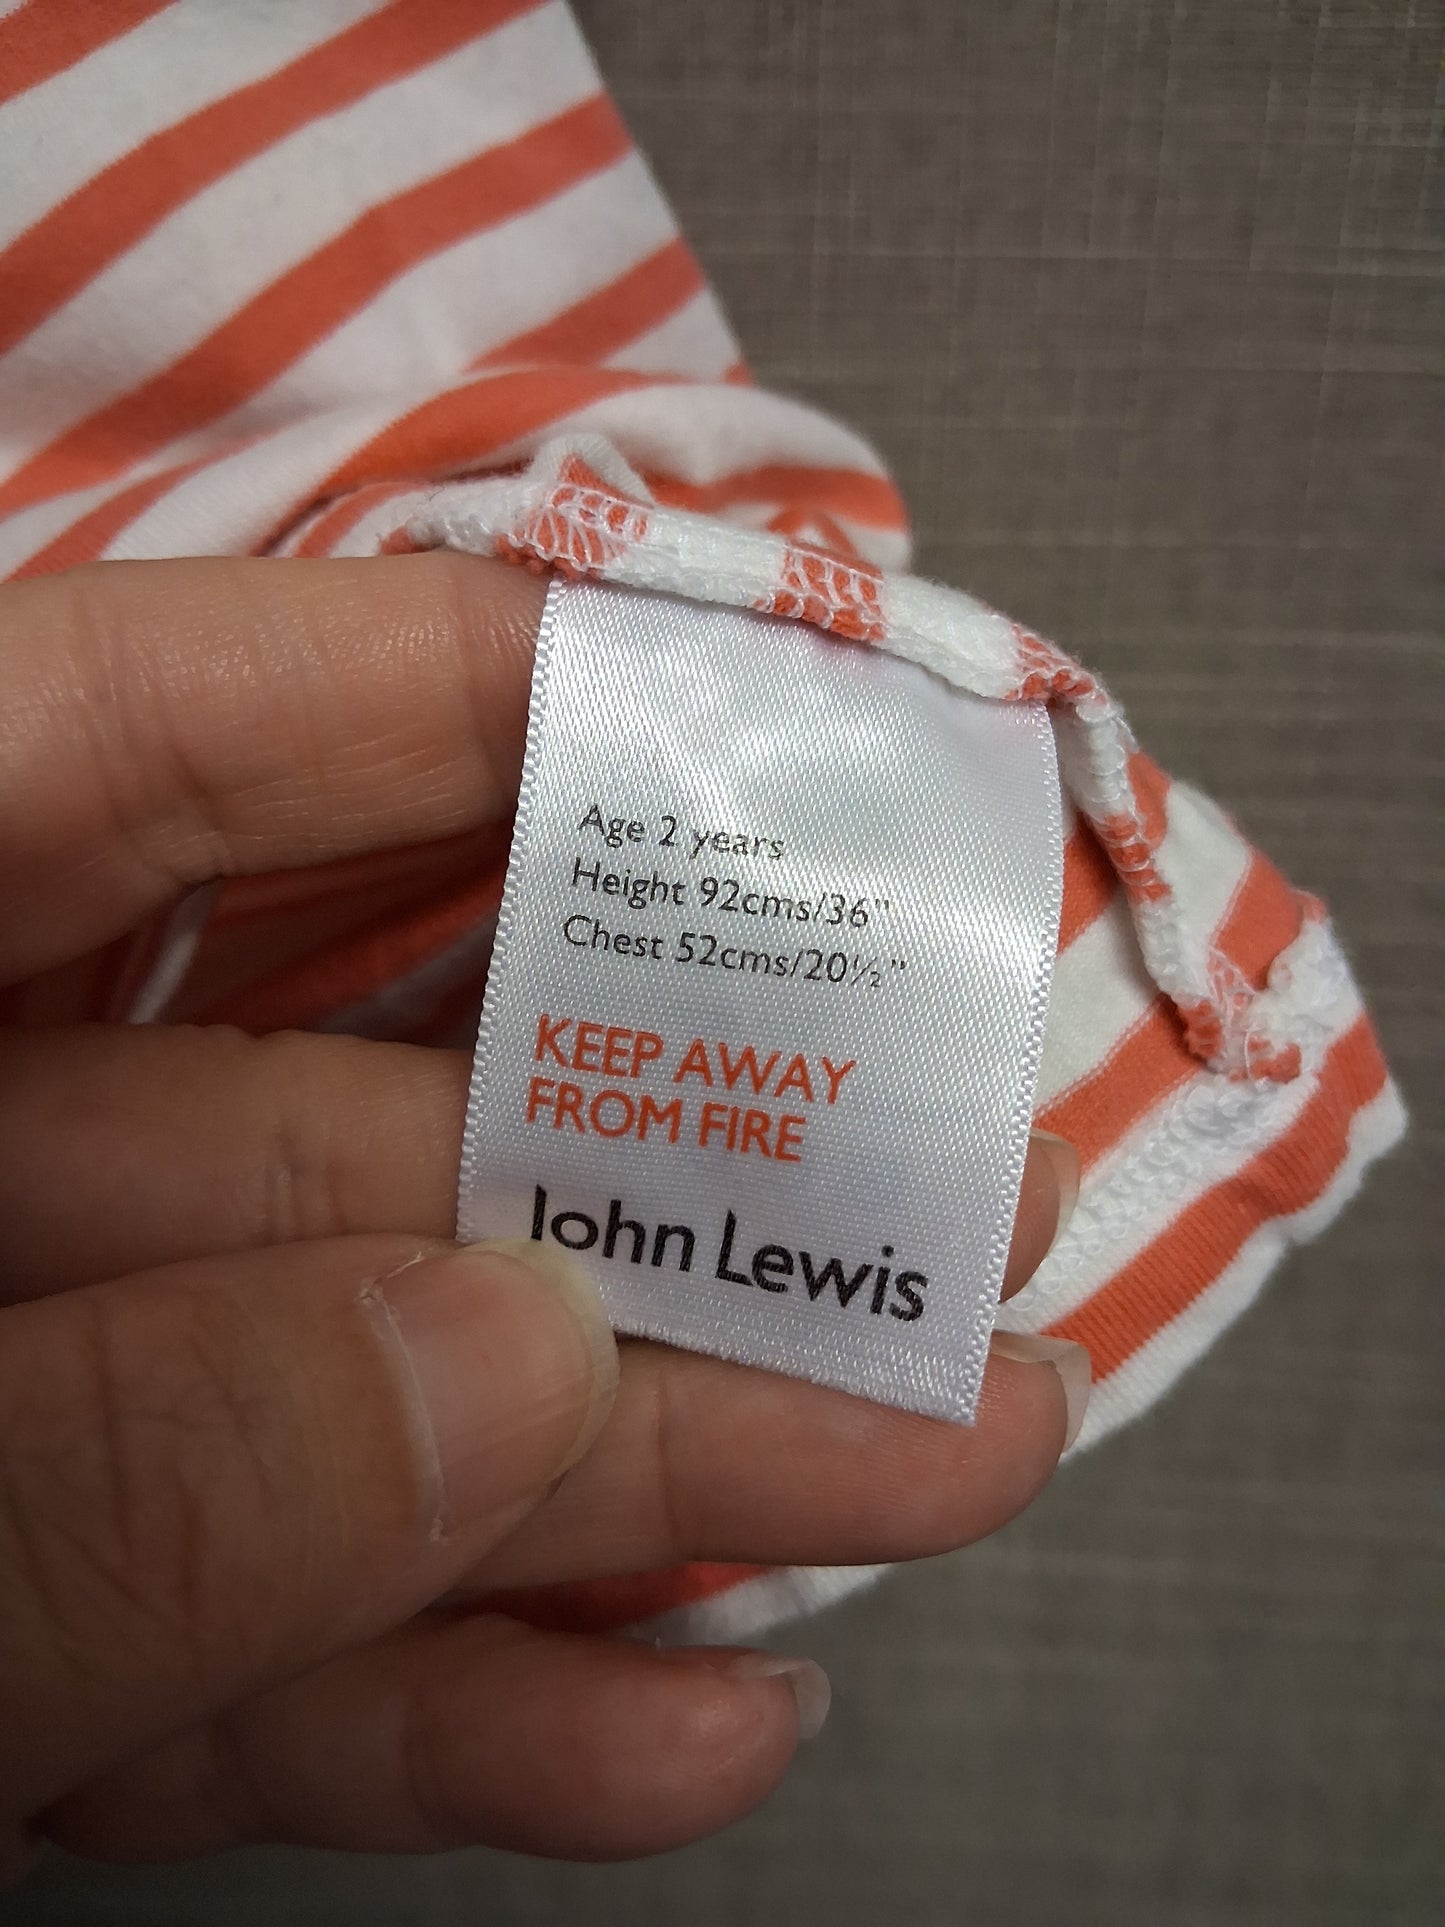 Age 2 years
Height 92cms/36"
Chest 52cms/20½"
KEEP AWAY
FROM FIRE
John Lewis